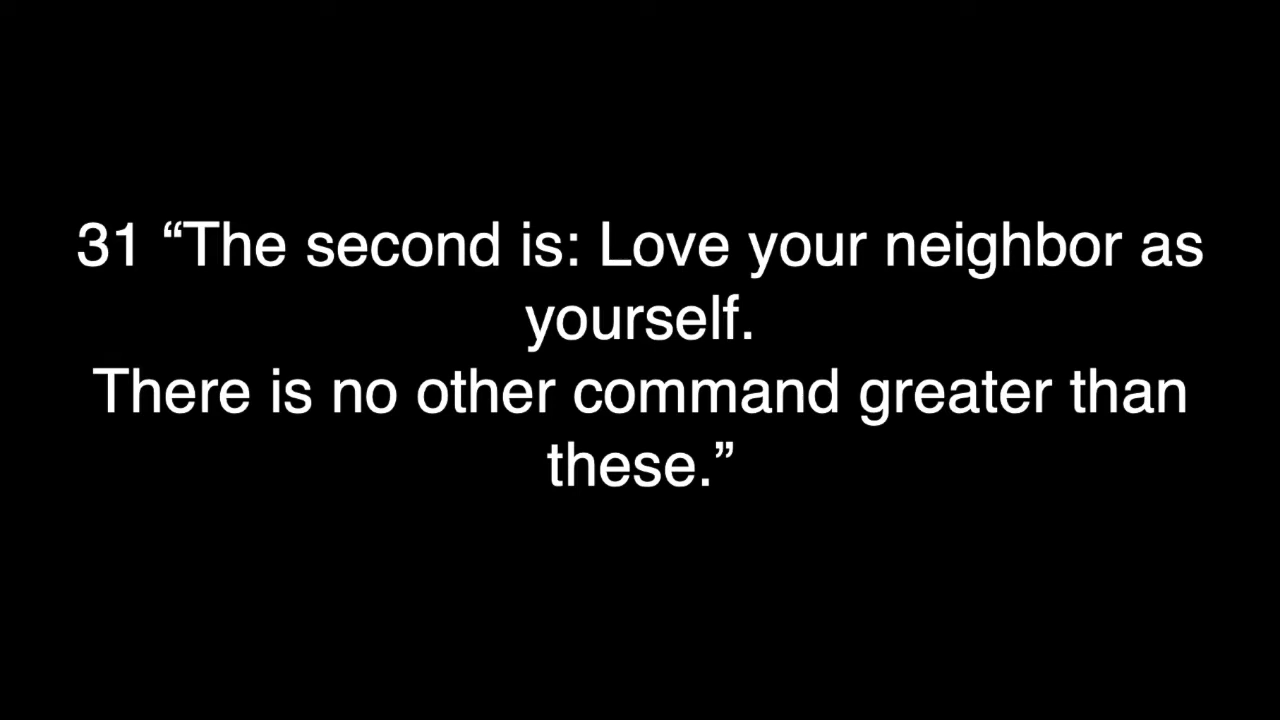 31 “The second is: Love your neighbor as
yourself.
There is no other command greater than
these.”